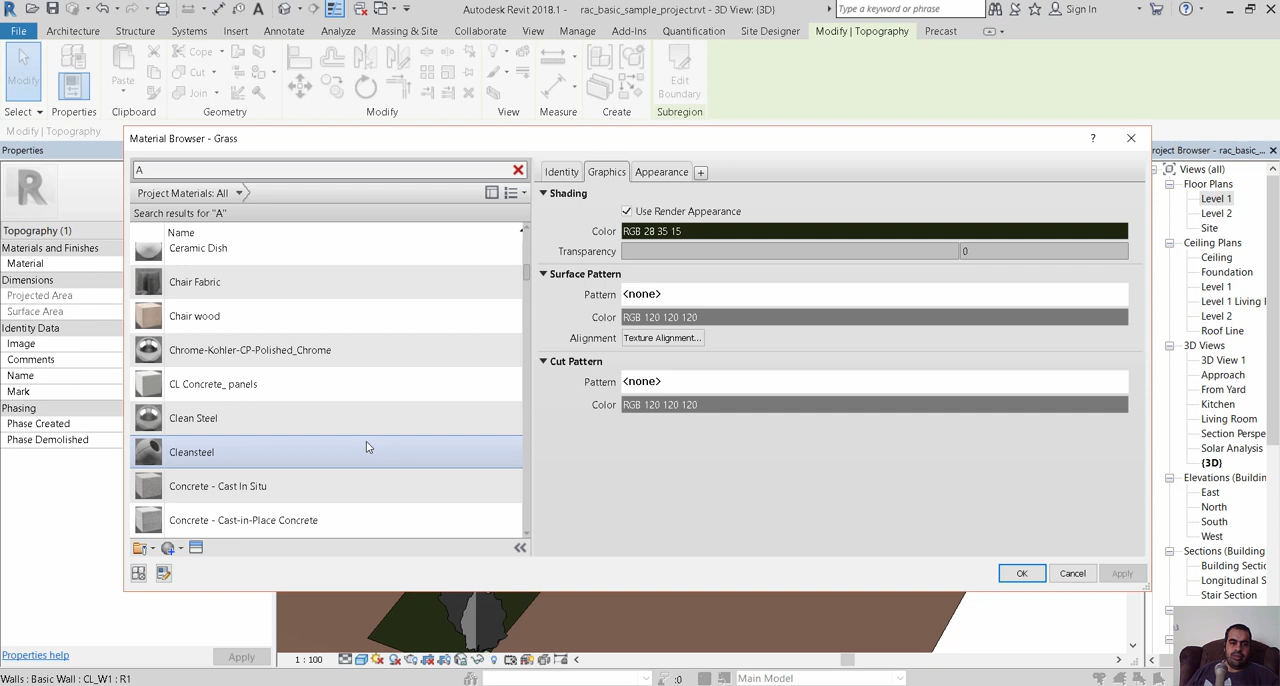 Autodesk Revit 2018.1 - rac_basic_sample_project.rvt - 3D View: {3D}
Type a keyword or phrase
Sign In
File Architecture Structure Systems Insert Annotate Analyze Massing & Site Collaborate View Manage Add-Ins Quantification Site Designer Modify | Topography Precast
Modify
Paste
Cope
Cut
Join
Edit
Boundary
Select Properties Clipboard Geometry Modify View Measure Create Subregion
Modify | Topography
Properties
Topography (1)
Materials and Finishes
Material
Dimensions
Projected Area
Surface Area
Identity Data
Image
Comments
Name
Mark
Phasing
Phase Created
Phase Demolished
Properties help
Apply
Material Browser - Grass
A
Project Materials: All
Search results for "A"
Name
Ceramic Dish
Chair Fabric
Chair wood
Chrome-Kohler-CP-Polished_Chrome
CL Concrete_ panels
Clean Steel
Cleansteel
Concrete - Cast In Situ
Concrete - Cast-in-Place Concrete
Identity Graphics Appearance
Shading
Use Render Appearance
Color RGB 28 35 15
Transparency 0
Surface Pattern
Pattern <none>
Color RGB 120 120 120
Alignment Texture Alignment...
Cut Pattern
Pattern <none>
Color RGB 120 120 120
OK Cancel Apply
roject Browser - rac_basic_...
Views (all)
Floor Plans
Level 1
Level 2
Site
Ceiling Plans
Ceiling
Foundation
Level 1
Level 1 Living
Level 2
Roof Line
3D Views
3D View 1
Approach
From Yard
Kitchen
Living Room
Section Perspe
Solar Analysis
{3D}
Elevations (Buildin
East
North
South
West
Sections (Building
Building Secti
Longitudinal S
Stair Section
1 : 100
Walls : Basic Wall : CL_W1 : R1
:0
Main Model